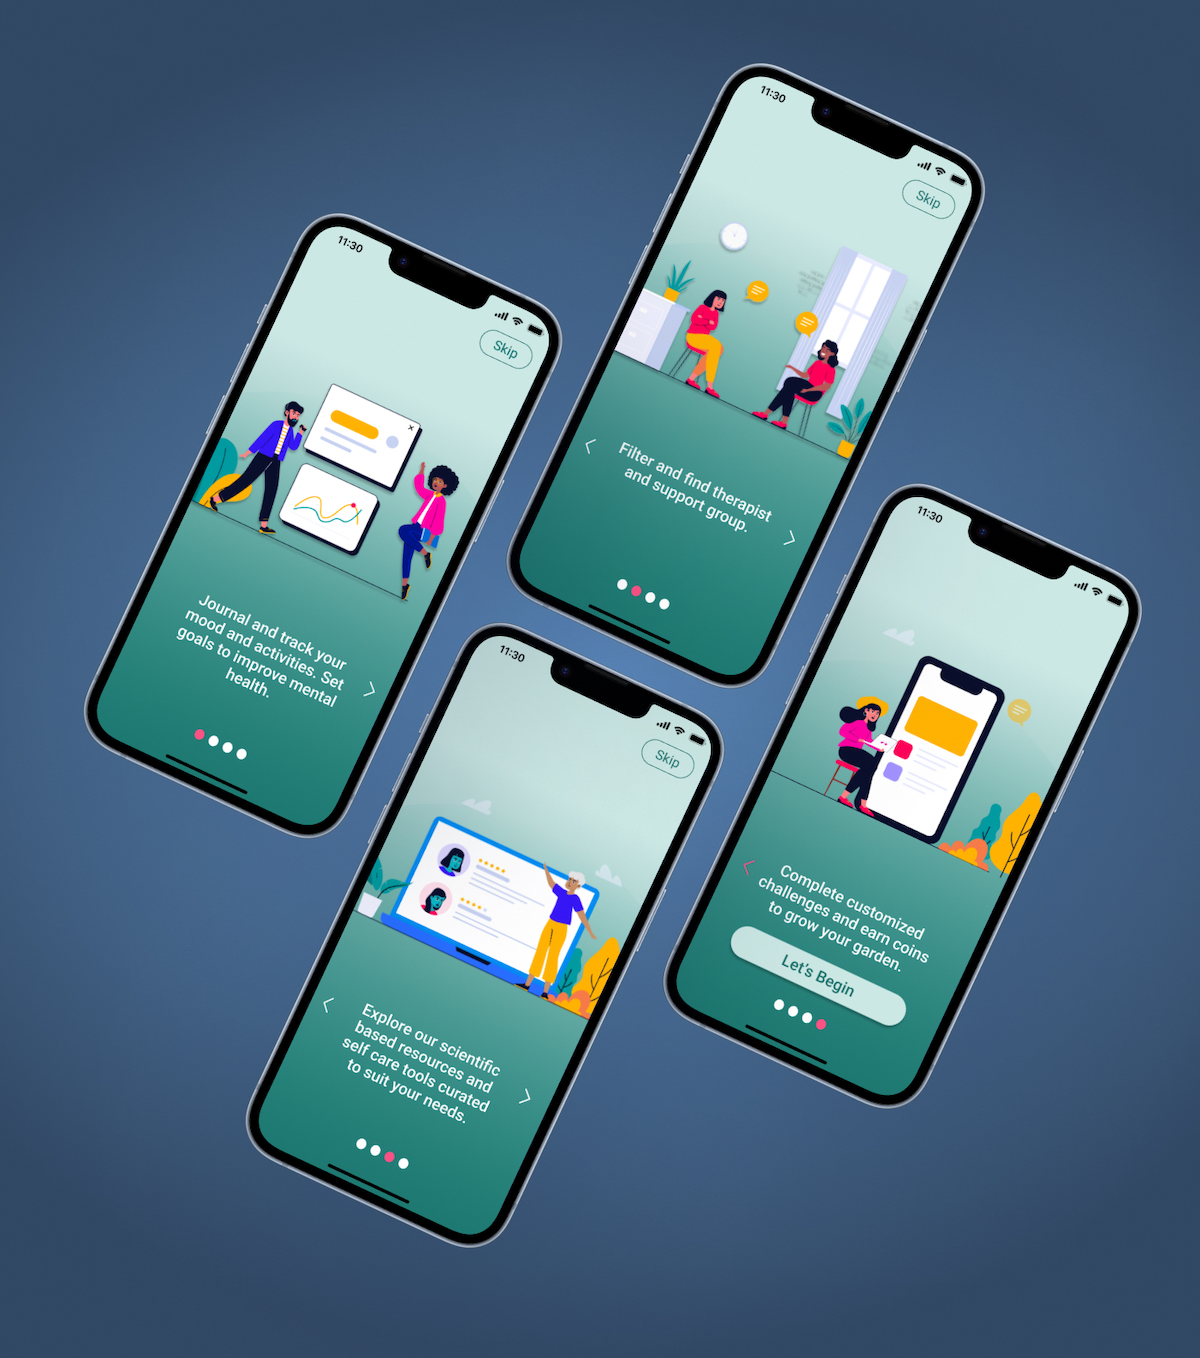 11:30
Skip
Journal and track your
mood and activities. Set
goals to improve mental
health.
11:30
Skip
Filter and find therapist
and support group.
11:30
Skip
Explore our scientific
based resources and
self care tools curated
to suit your needs.
11:30
Complete customized
challenges and earn coins
to grow your garden.
Let's Begin